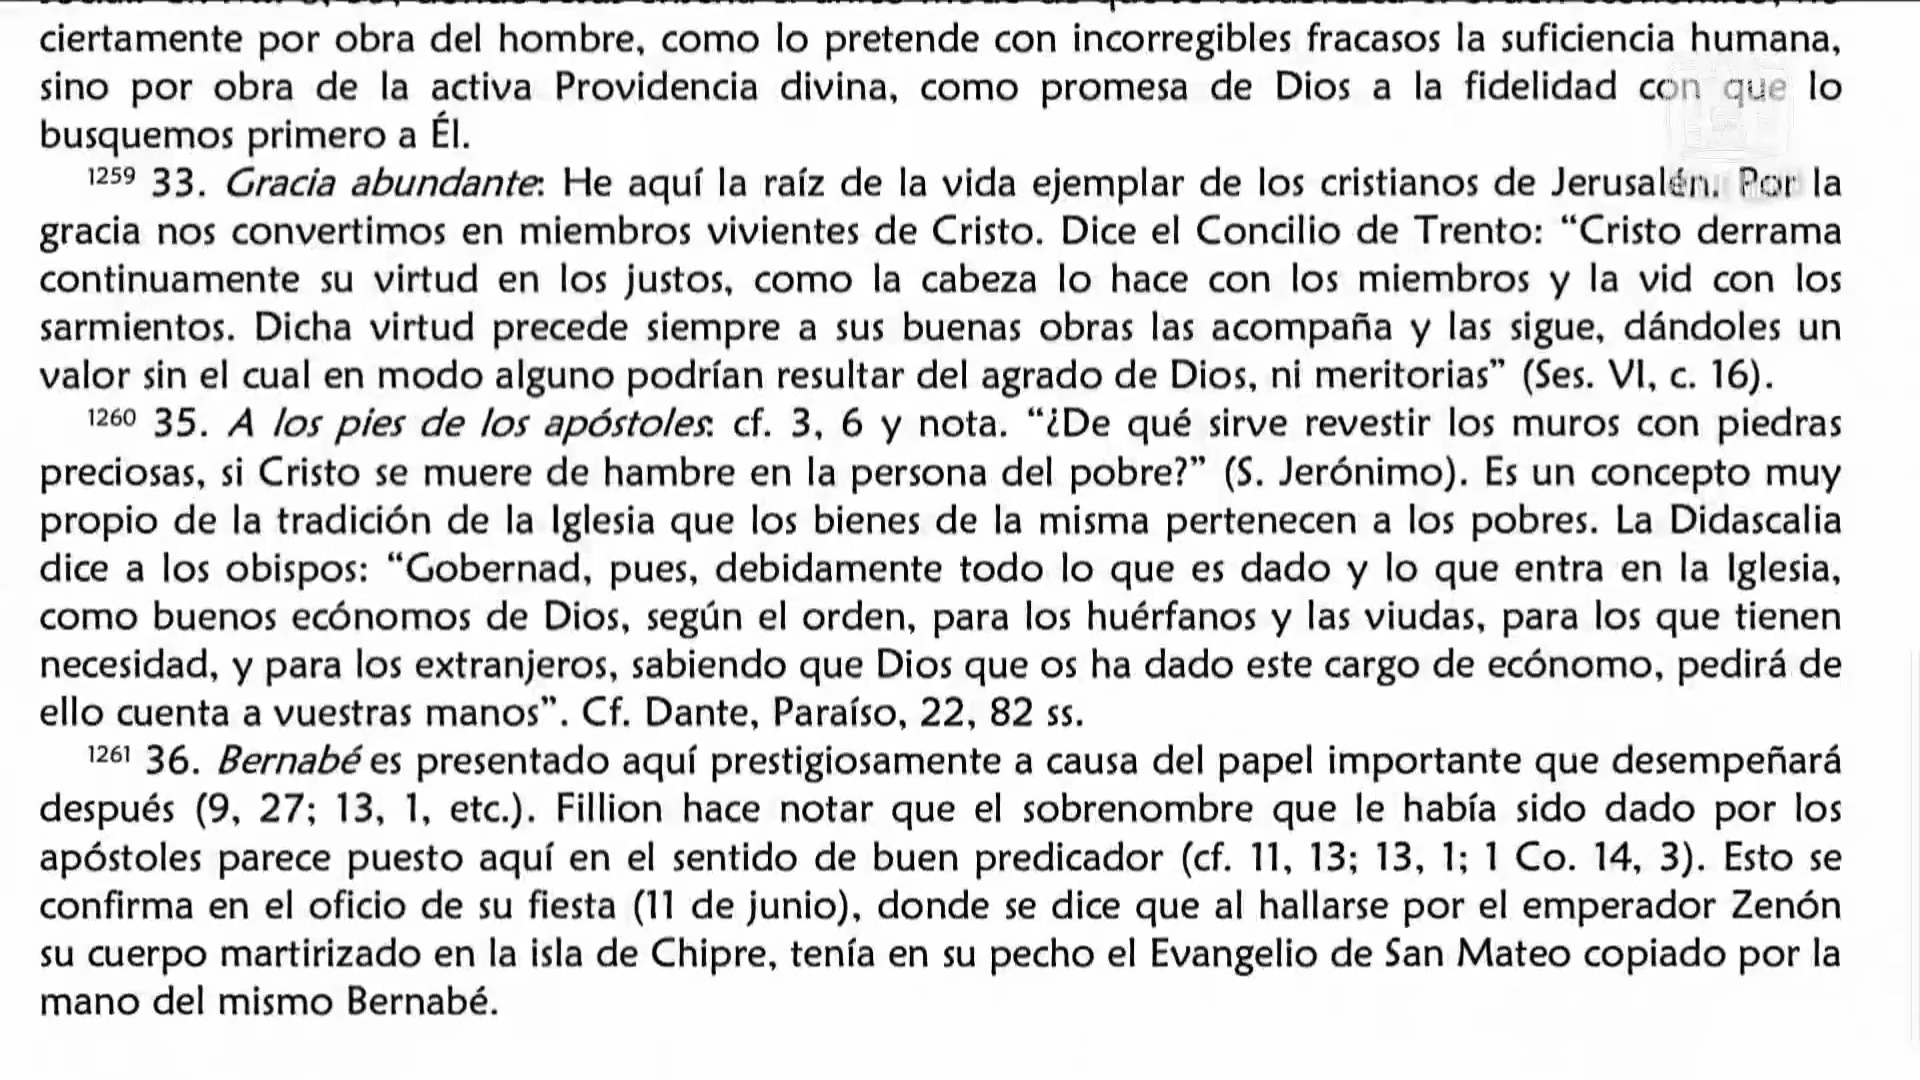 ciertamente por obra del hombre, como lo pretende con incorregibles fracasos la suficiencia humana,
sino por obra de la activa Providencia divina, como promesa de Dios a la fidelidad con que lo
busquemos primero a Él.
1259 33. Gracia abundante: He aquí la raíz de la vida ejemplar de los cristianos de Jerusalén. Por la
gracia nos convertimos en miembros vivientes de Cristo. Dice el Concilio de Trento: “Cristo derrama
continuamente su virtud en los justos, como la cabeza lo hace con los miembros y la vid con los
sarmientos. Dicha virtud precede siempre a sus buenas obras las acompaña y las sigue, dándoles un
valor sin el cual en modo alguno podrían resultar del agrado de Dios, ni meritorias” (Ses. VI, c. 16).
1260 35. A los pies de los apóstoles: cf. 3, 6 y nota. “¿De qué sirve revestir los muros con piedras
preciosas, si Cristo se muere de hambre en la persona del pobre?” (S. Jerónimo). Es un concepto muy
propio de la tradición de la Iglesia que los bienes de la misma pertenecen a los pobres. La Didascalia
dice a los obispos: “Gobernad, pues, debidamente todo lo que es dado y lo que entra en la Iglesia,
como buenos ecónomos de Dios, según el orden, para los huérfanos y las viudas, para los que tienen
necesidad, y para los extranjeros, sabiendo que Dios que os ha dado este cargo de ecónomo, pedirá de
ello cuenta a vuestras manos”. Cf. Dante, Paraíso, 22, 82 ss.
1261 36. Bernabé es presentado aquí prestigiosamente a causa del papel importante que desempeñará
después (9, 27; 13, 1, etc.). Fillion hace notar que el sobrenombre que le había sido dado por los
apóstoles parece puesto aquí en el sentido de buen predicador (cf. 11, 13; 13, 1; 1 Co. 14, 3). Esto se
confirma en el oficio de su fiesta (11 de junio), donde se dice que al hallarse por el emperador Zenón
su cuerpo martirizado en la isla de Chipre, tenía en su pecho el Evangelio de San Mateo copiado por la
mano del mismo Bernabé.